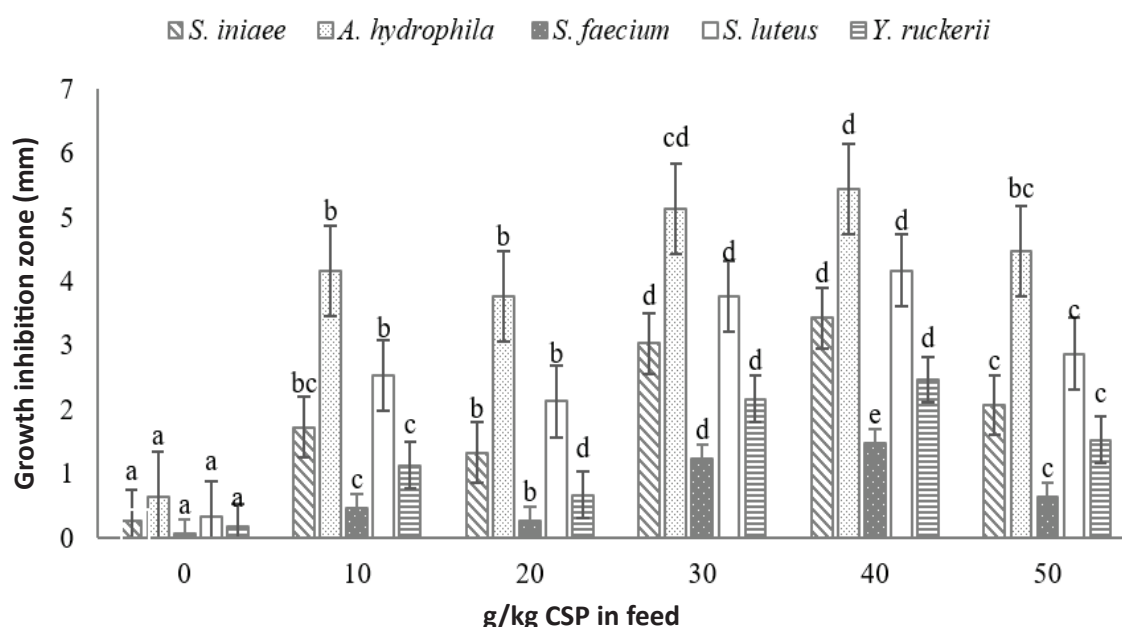 S. iniaee A. hydrophila S. faecium S. luteus Y. ruckerii
Growth inhibition zone (mm)
7
6
5
4
3
2
1
0
a a a a a
bc b c b c
b b b b d
d cd d d d
d d e d d
c bc c c c
0 10 20 30 40 50
g/kg CSP in feed